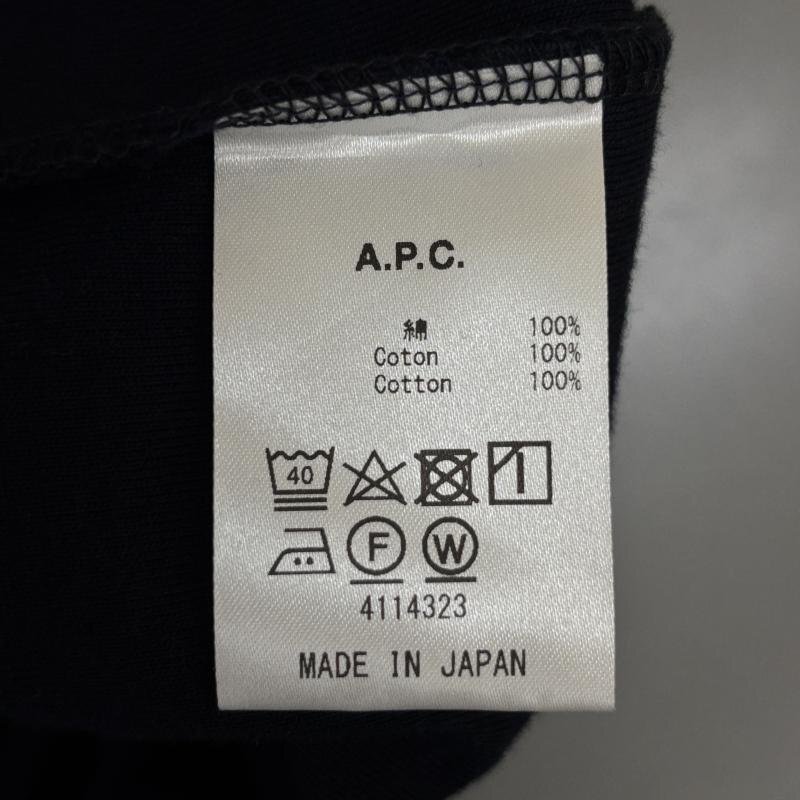 A.P.C.
綿 100%
Coton 100%
Cotton 100%
40
F W
4114323
MADE IN JAPAN